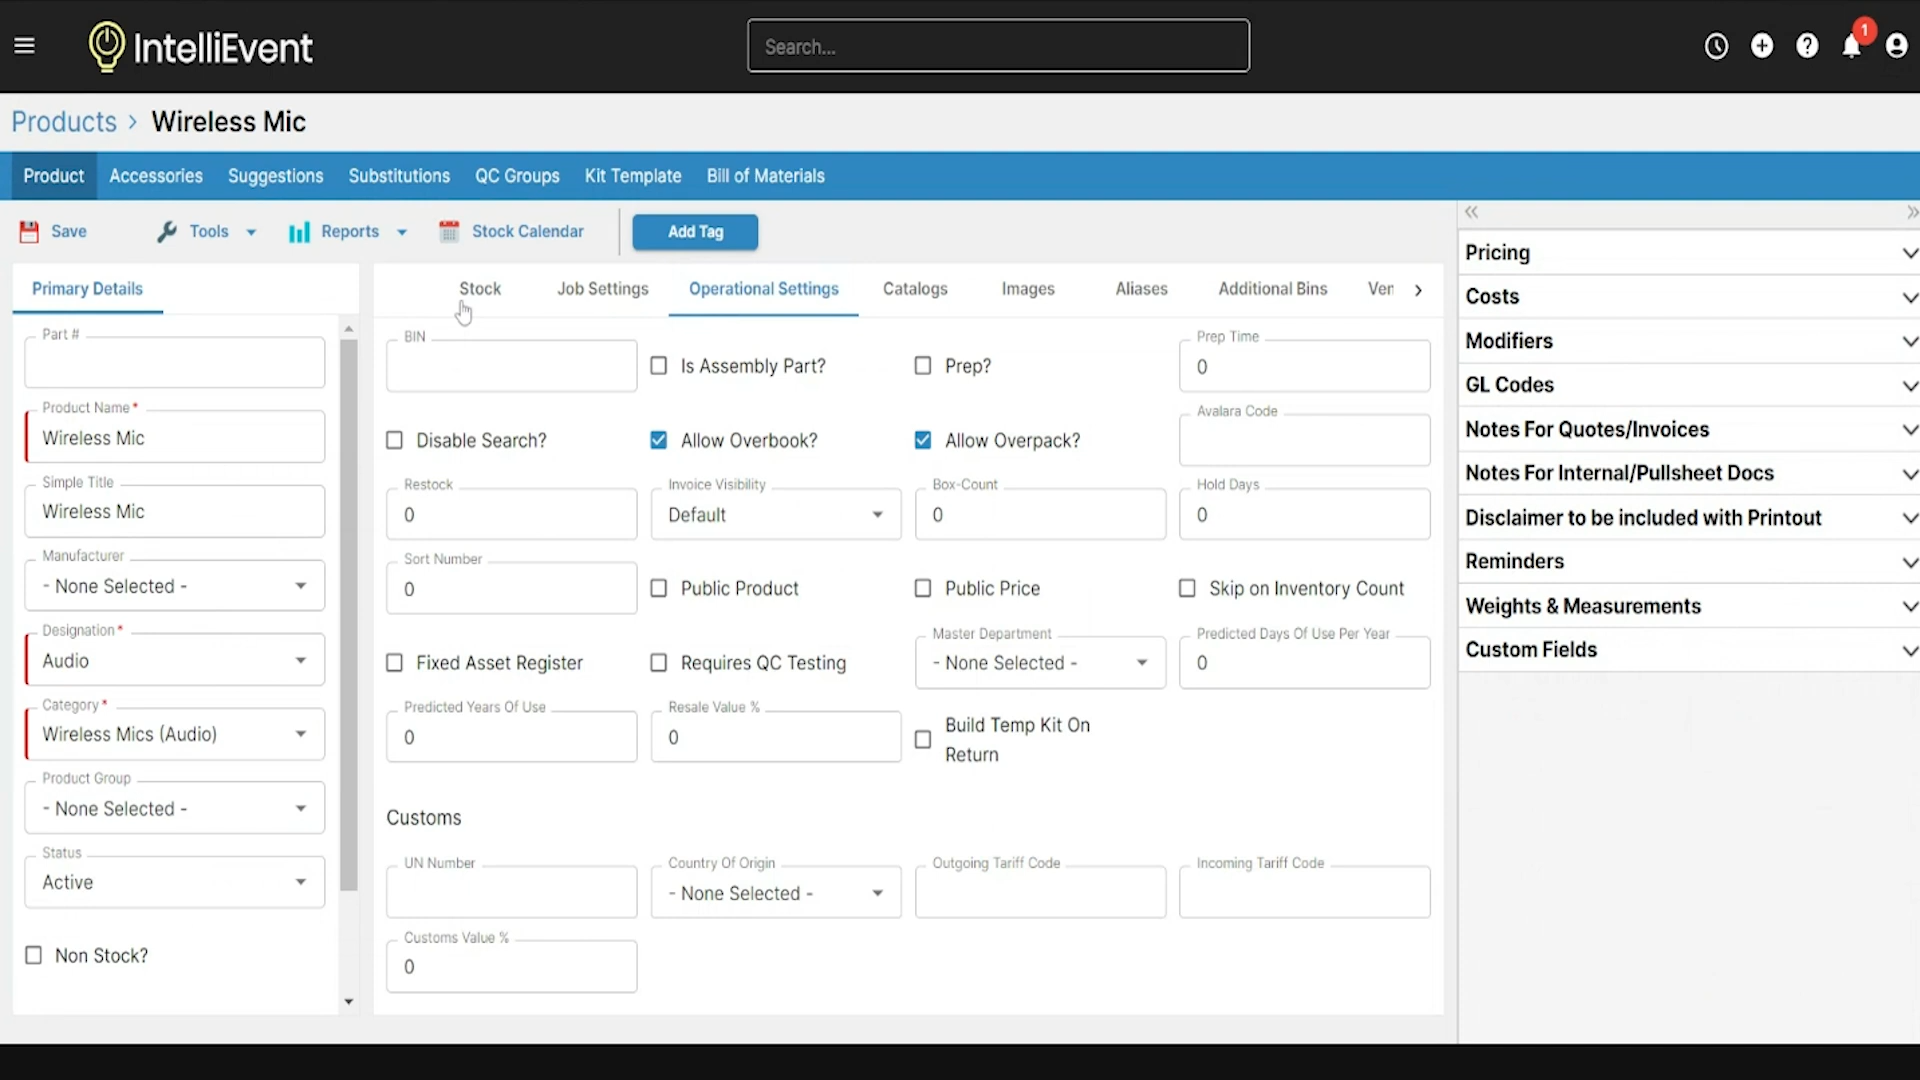 IntelliEvent
Search...
1
Products > Wireless Mic
Product Accessories Suggestions Substitutions QC Groups Kit Template Bill of Materials
Save Tools Reports Stock Calendar Add Tag
Primary Details
Part #
Product Name *
Wireless Mic
Simple Title
Wireless Mic
Manufacturer
- None Selected -
Designation *
Audio
Category *
Wireless Mics (Audio)
Product Group
- None Selected -
Status
Active
Non Stock?
Stock Job Settings Operational Settings Catalogs Images Aliases Additional Bins Ven
BIN
Is Assembly Part?
Prep?
Prep Time
0
Disable Search?
Allow Overbook?
Allow Overpack?
Avalara Code
Restock
0
Invoice Visibility
Default
Box-Count
0
Hold Days
0
Sort Number
0
Public Product
Public Price
Skip on Inventory Count
Fixed Asset Register
Requires QC Testing
Master Department
- None Selected -
Predicted Days Of Use Per Year
0
Predicted Years Of Use
0
Resale Value %
0
Build Temp Kit On
Return
Customs
UN Number
Country Of Origin
- None Selected -
Outgoing Tariff Code
Incoming Tariff Code
Customs Value %
0
Pricing
Costs
Modifiers
GL Codes
Notes For Quotes/Invoices
Notes For Internal/Pullsheet Docs
Disclaimer to be included with Printout
Reminders
Weights & Measurements
Custom Fields